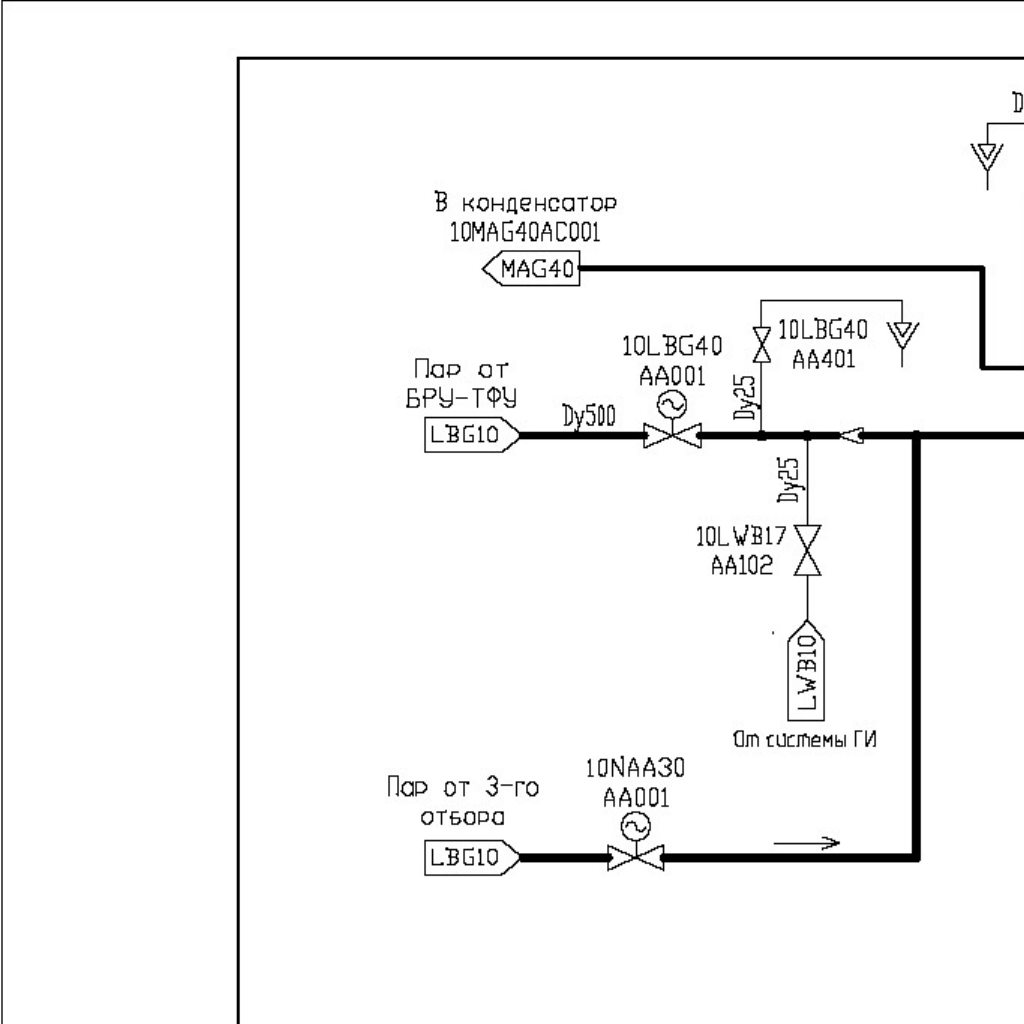 D
В конденсатор
10MAG40AC001
MAG40
10LBG40
AA401
10LBG40
AA001
Пар от
БРУ-ТФУ
LBG10
Dy500
Dy25
Dy25
10LWB17
AA102
LWB10
От системы ГИ
10NAA30
AA001
Пар от 3-го
отбора
LBG10